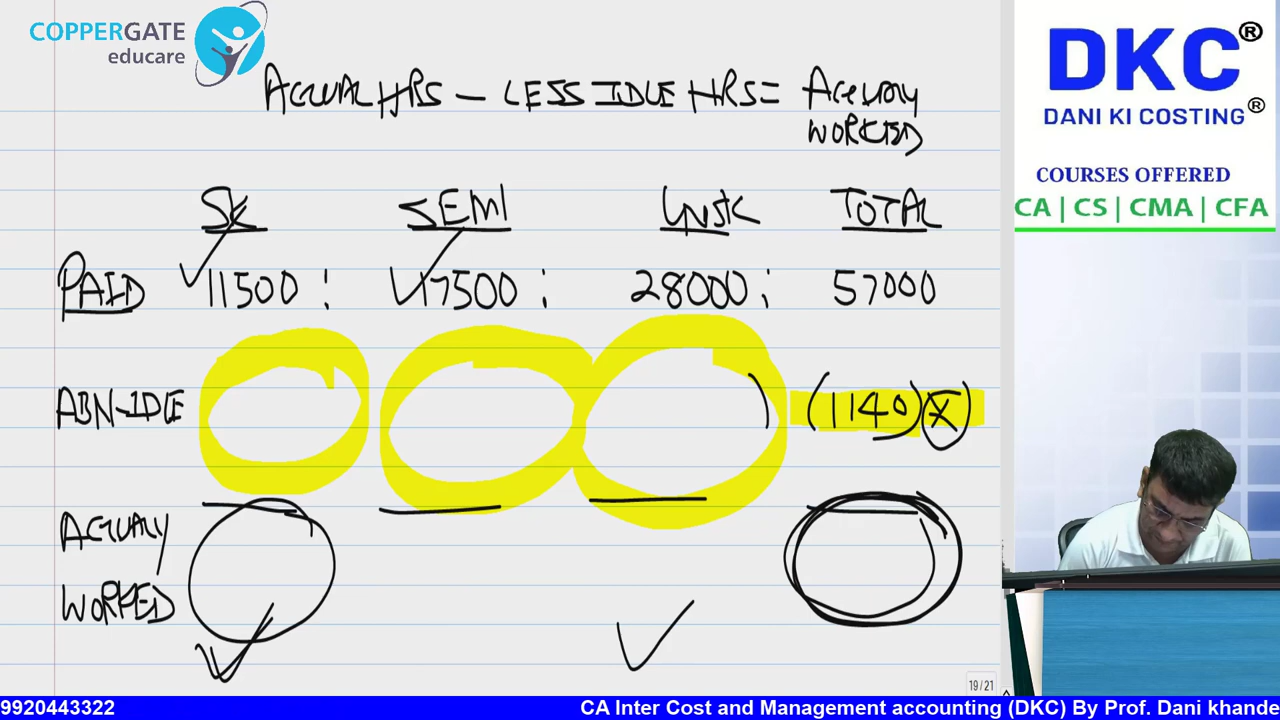 COPPERGATE
educare
ACTUAL HRS — LESS IDLE HRS = ACTUALLY
WORKED
SK SEMI UNSK TOTAL
PAID 11500 : 17500 : 28000 : 57000
ABN-IDLE ) (1140) (X)
ACTUALLY
WORKED
19/21
DKC®
DANI KI COSTING®
COURSES OFFERED
CA | CS | CMA | CFA
9920443322 CA Inter Cost and Management accounting (DKC) By Prof. Dani khande